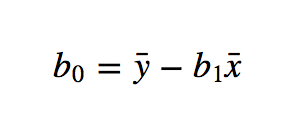 b₀ = ȳ − b₁x̄